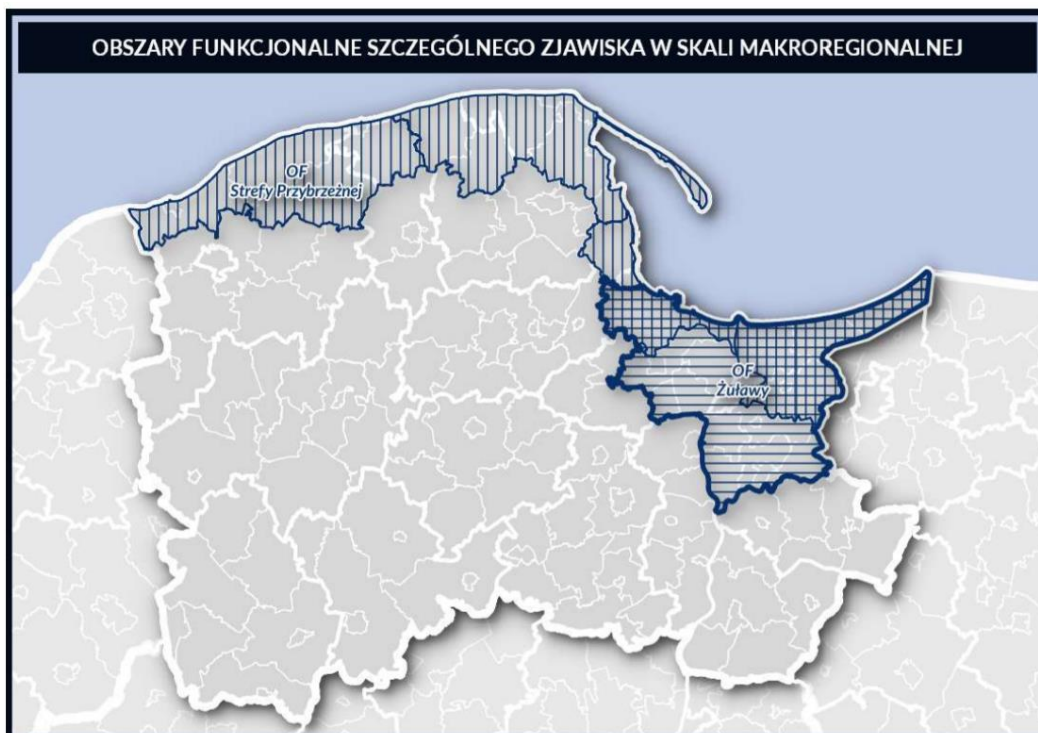 OBSZARY FUNKCJONALNE SZCZEGÓLNEGO ZJAWISKA W SKALI MAKROREGIONALNEJ
OF
Strefy Przybrzeżnej
OF
Żuławy